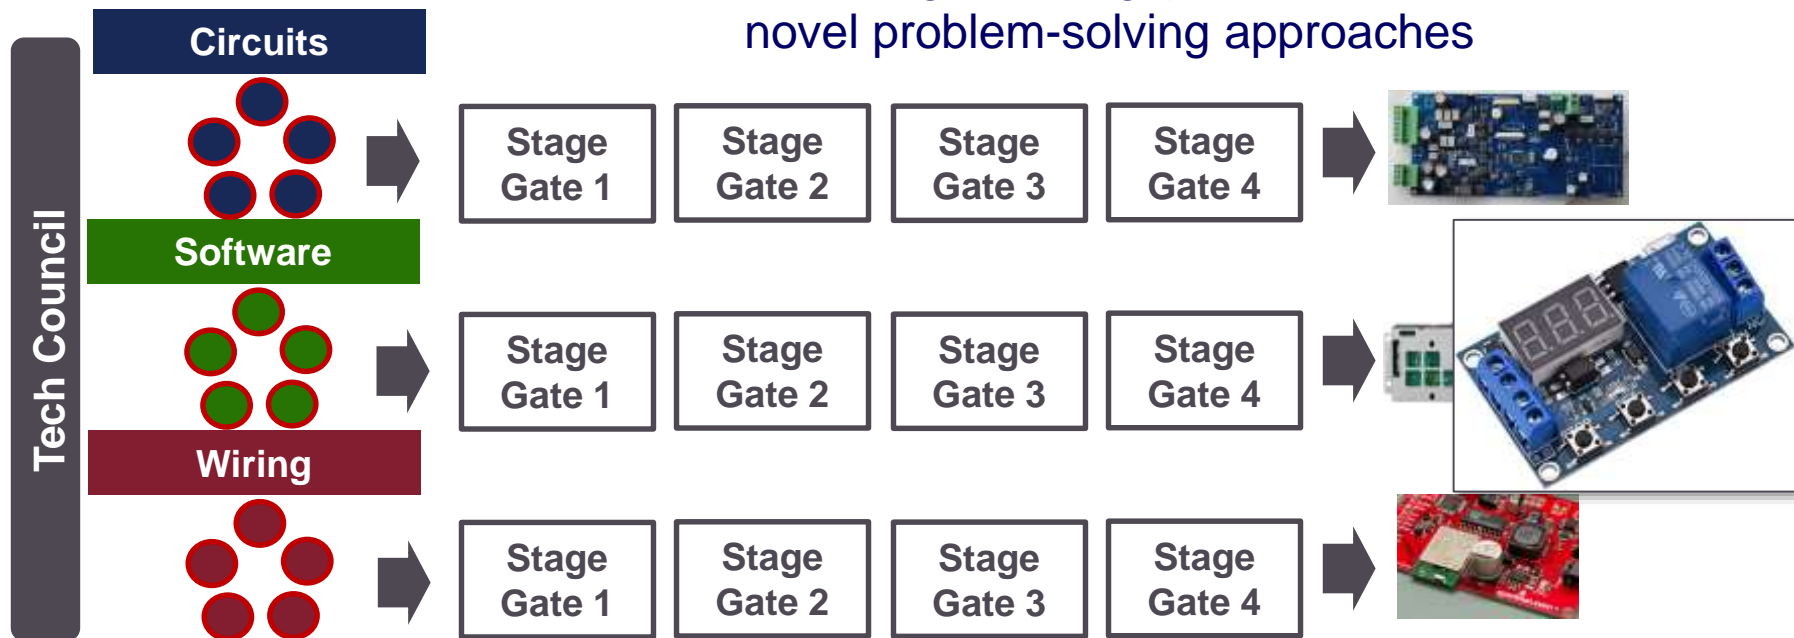 novel problem-solving approaches
Tech Council
Circuits
Stage
Gate 1
Stage
Gate 2
Stage
Gate 3
Stage
Gate 4
Software
Stage
Gate 1
Stage
Gate 2
Stage
Gate 3
Stage
Gate 4
Wiring
Stage
Gate 1
Stage
Gate 2
Stage
Gate 3
Stage
Gate 4